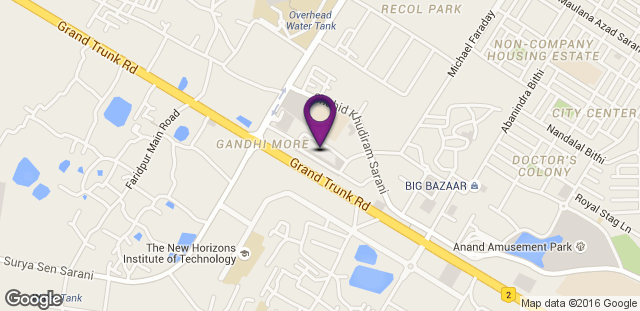 RECOL PARK
Overhead
Water Tank
Maulana Azad Sarani
Grand Trunk Rd
Michael Faraday
NON-COMPANY
HOUSING ESTATE
Abanindra Bithi
CITY CENTER
Nandalal Bithi
Faridpur Main Road
Khudiram Sarani
GANDHI MORE
DOCTOR'S
COLONY
Grand Trunk Rd
BIG BAZAAR
Royal Stag Ln
The New Horizons
Institute of Technology
Anand Amusement Park
Surya Sen Sarani
Tank
2
Google
Map data ©2016 Google